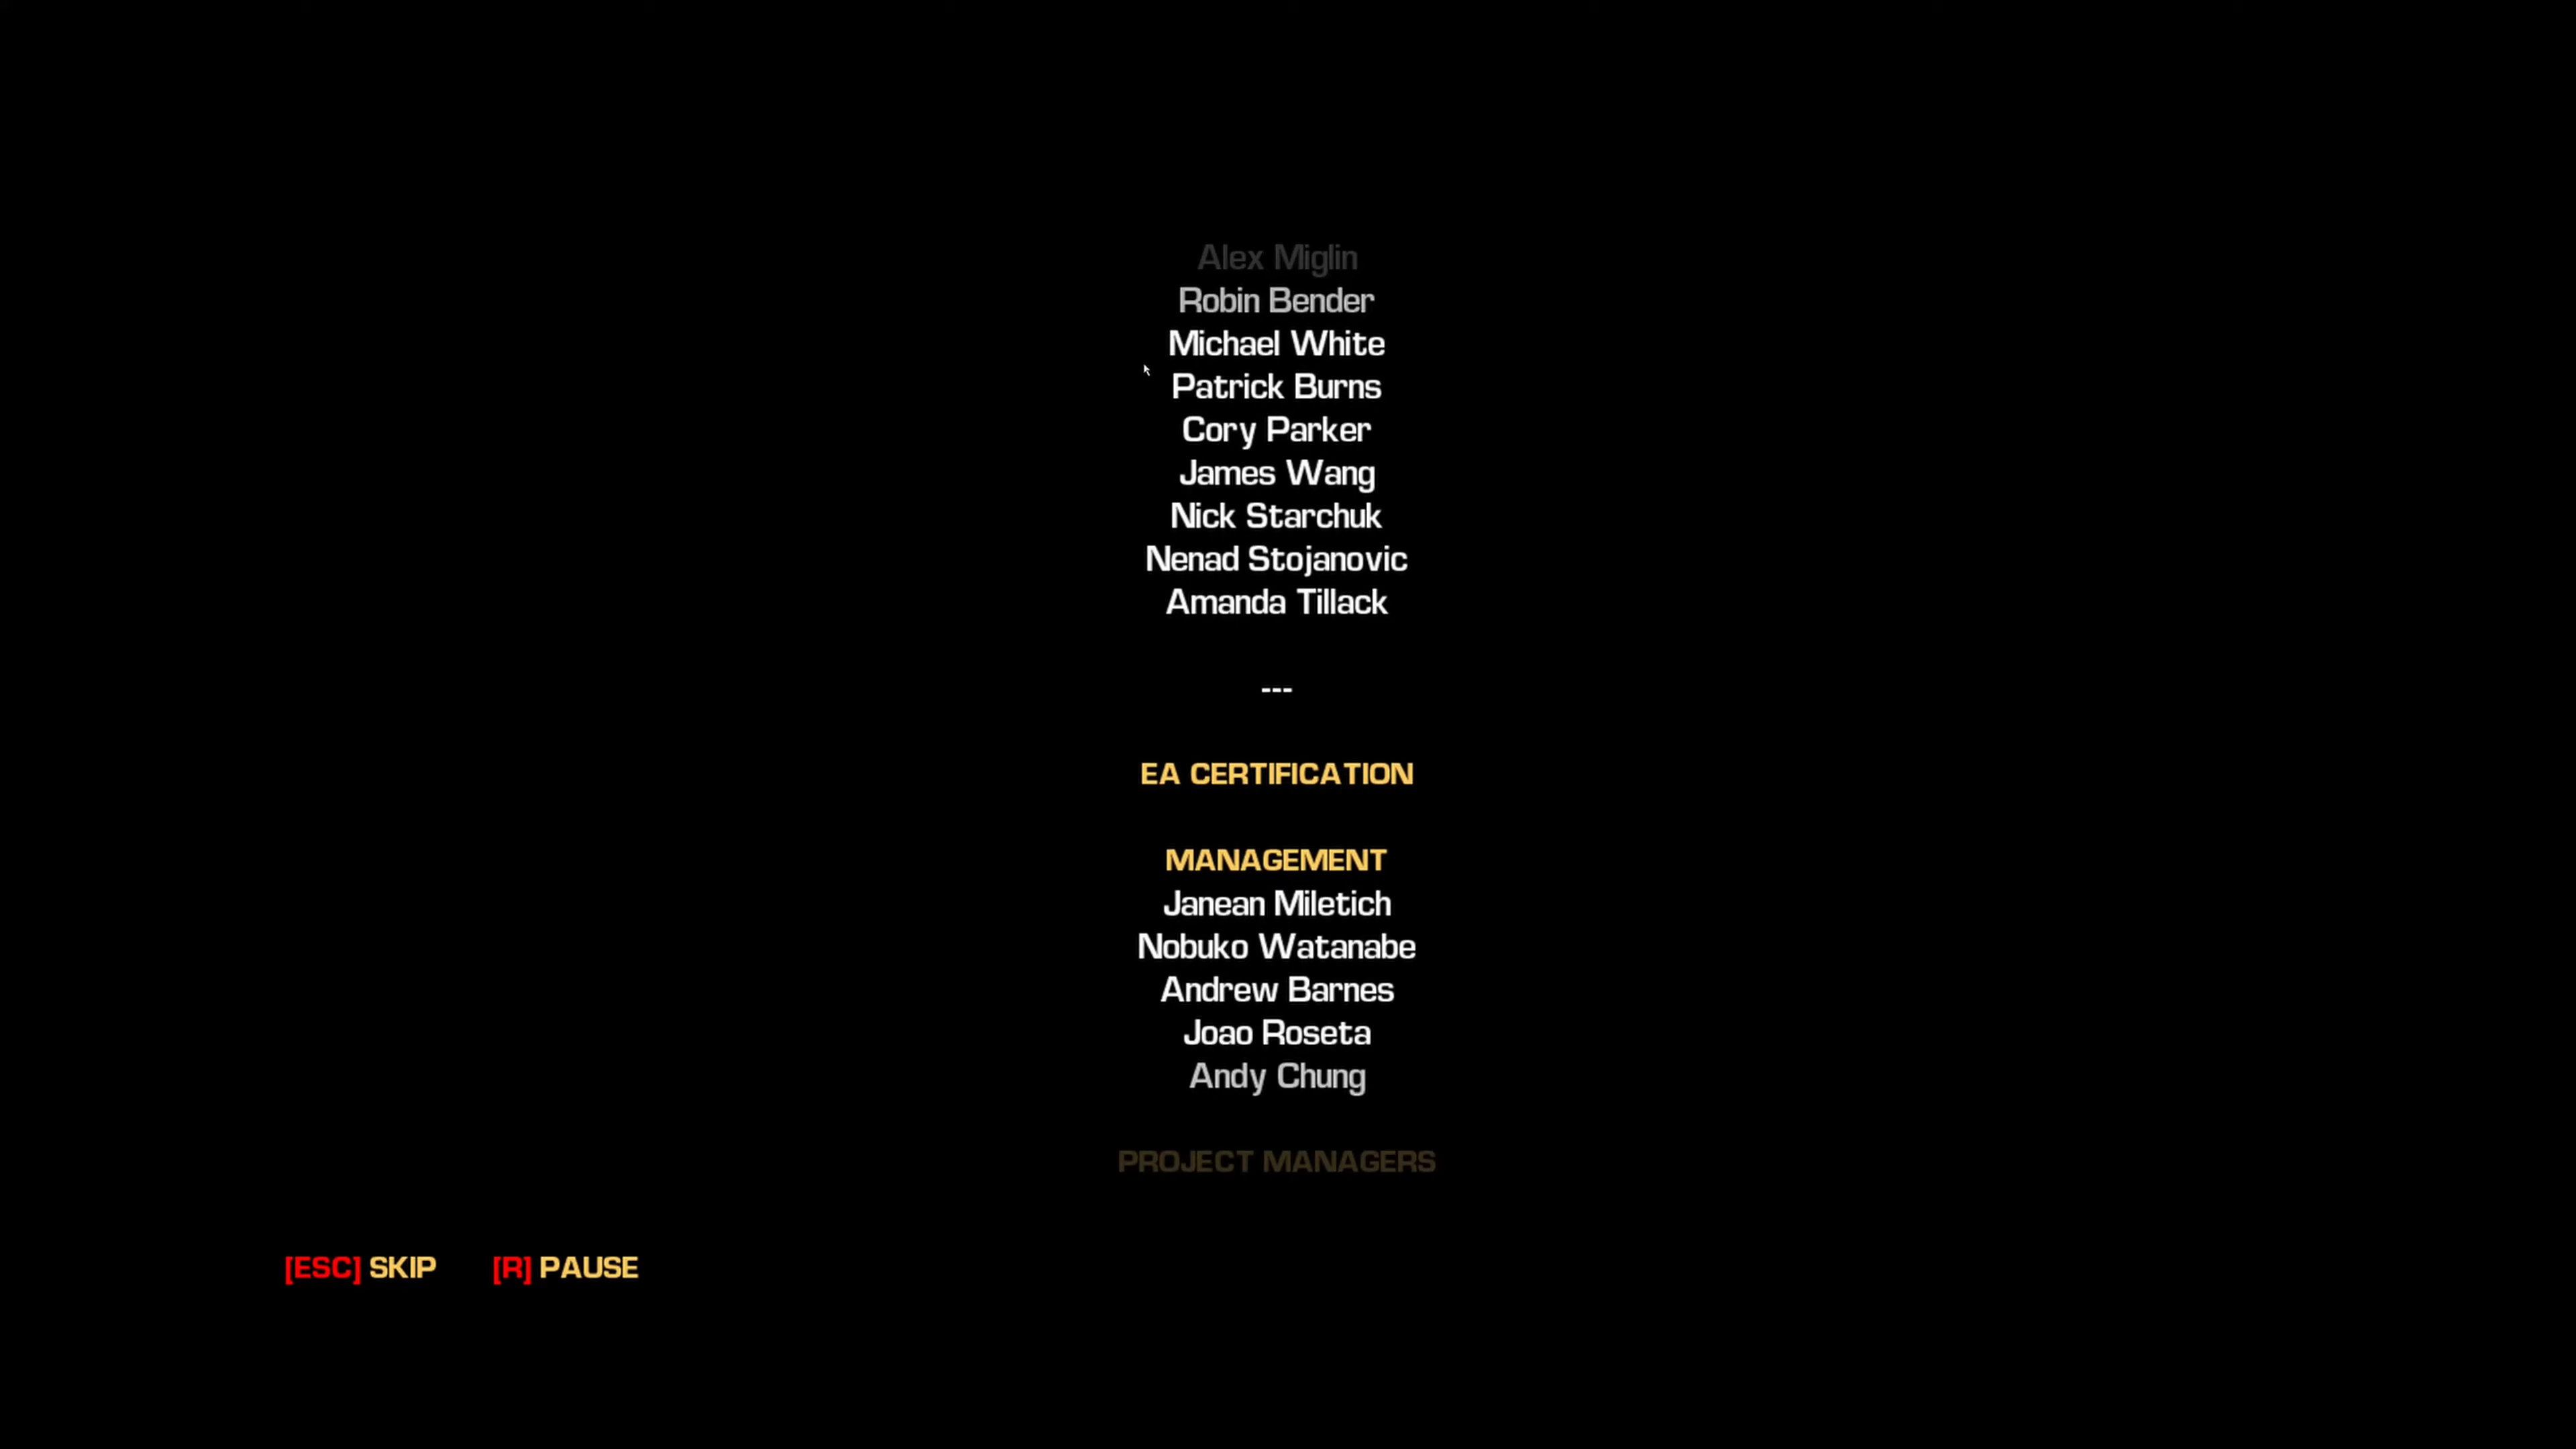 Alex Miglin
Robin Bender
Michael White
Patrick Burns
Cory Parker
James Wang
Nick Starchuk
Nenad Stojanovic
Amanda Tillack
---
EA CERTIFICATION
MANAGEMENT
Janean Miletich
Nobuko Watanabe
Andrew Barnes
Joao Roseta
Andy Chung
PROJECT MANAGERS
[ESC] SKIP [R] PAUSE